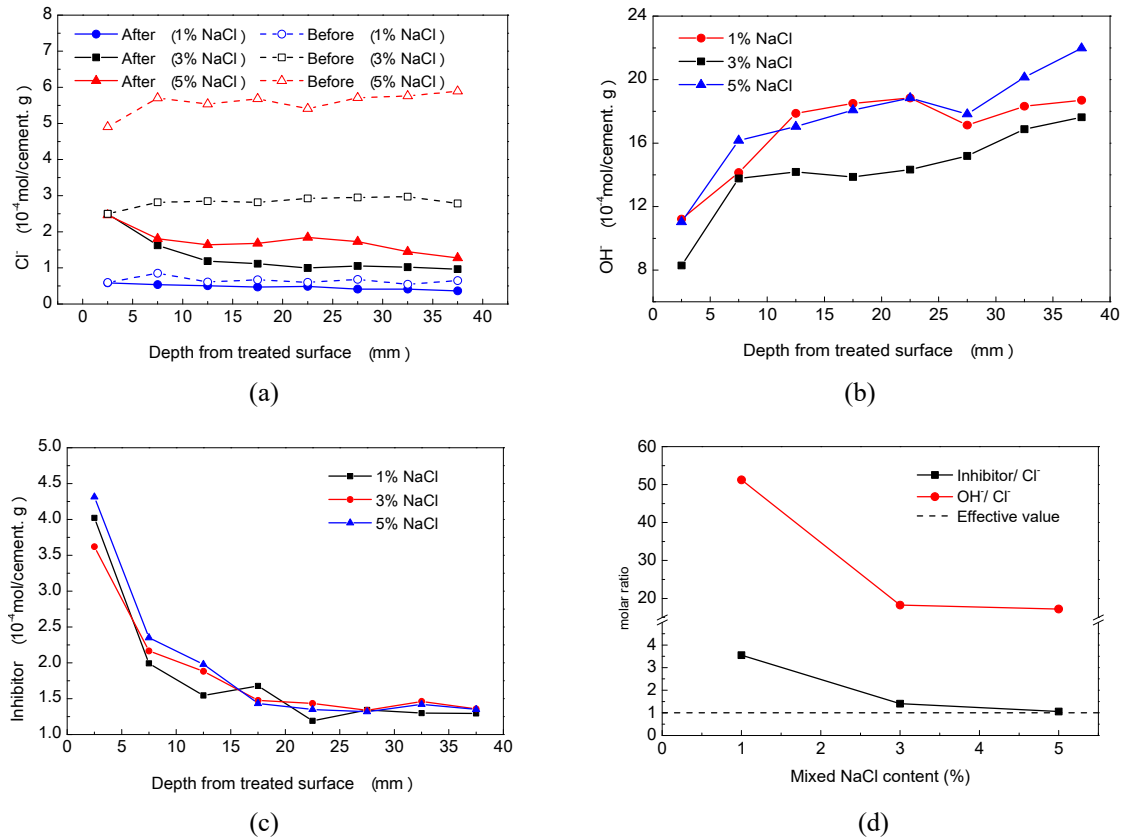 8
7
6
5
4
3
2
1
0
After (1% NaCl) Before (1% NaCl)
After (3% NaCl) Before (3% NaCl)
After (5% NaCl) Before (5% NaCl)
Cl⁻ (10⁻⁴mol/cement. g)
0 5 10 15 20 25 30 35 40
Depth from treated surface (mm)
(a)
24
20
16
12
8
1% NaCl
3% NaCl
5% NaCl
OH⁻ (10⁻⁴mol/cement. g)
0 5 10 15 20 25 30 35 40
Depth from treated surface (mm)
(b)
5.0
4.5
4.0
3.5
3.0
2.5
2.0
1.5
1.0
1% NaCl
3% NaCl
5% NaCl
Inhibitor (10⁻⁴mol/cement. g)
0 5 10 15 20 25 30 35 40
Depth from treated surface (mm)
(c)
60
50
40
30
20
4
3
2
1
0
Inhibitor/ Cl⁻
OH⁻/ Cl⁻
Effective value
molar ratio
0 1 2 3 4 5
Mixed NaCl content (%)
(d)